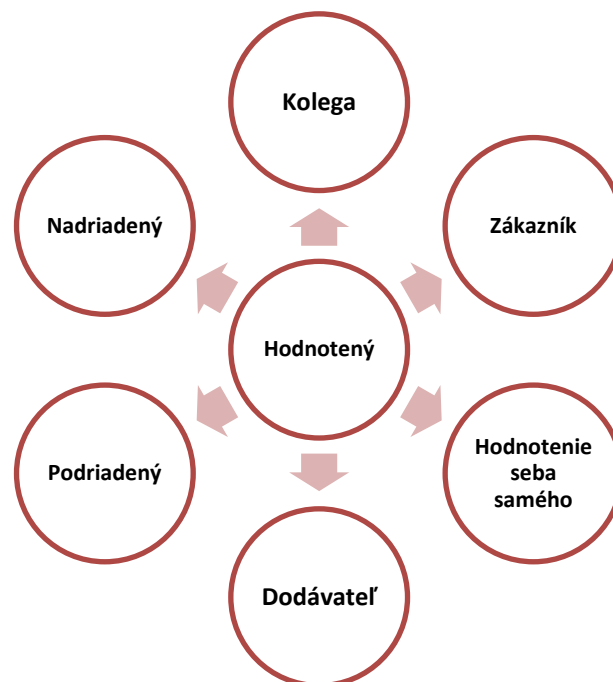 Kolega
Nadriadený
Zákazník
Hodnotený
Podriadený
Hodnotenie
seba
samého
Dodávateľ